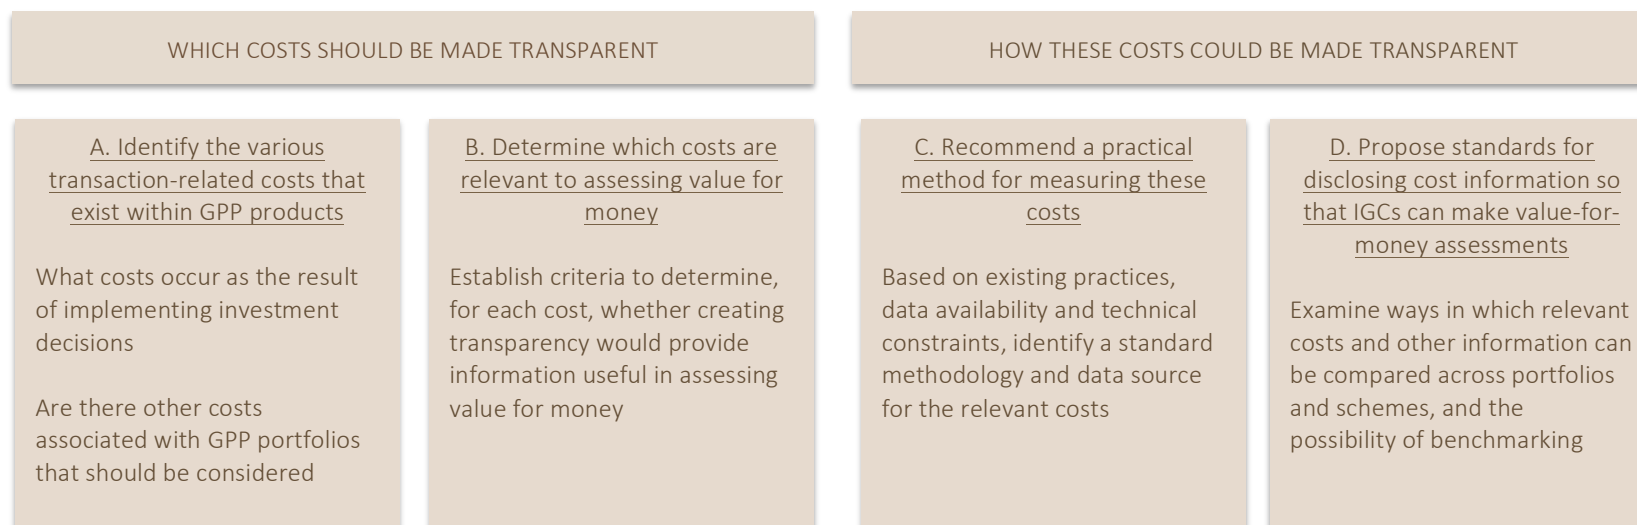 WHICH COSTS SHOULD BE MADE TRANSPARENT
HOW THESE COSTS COULD BE MADE TRANSPARENT
A. Identify the various
transaction-related costs that
exist within GPP products
What costs occur as the result
of implementing investment
decisions
Are there other costs
associated with GPP portfolios
that should be considered
B. Determine which costs are
relevant to assessing value for
money
Establish criteria to determine,
for each cost, whether creating
transparency would provide
information useful in assessing
value for money
C. Recommend a practical
method for measuring these
costs
Based on existing practices,
data availability and technical
constraints, identify a standard
methodology and data source
for the relevant costs
D. Propose standards for
disclosing cost information so
that IGCs can make value-for-
money assessments
Examine ways in which relevant
costs and other information can
be compared across portfolios
and schemes, and the
possibility of benchmarking